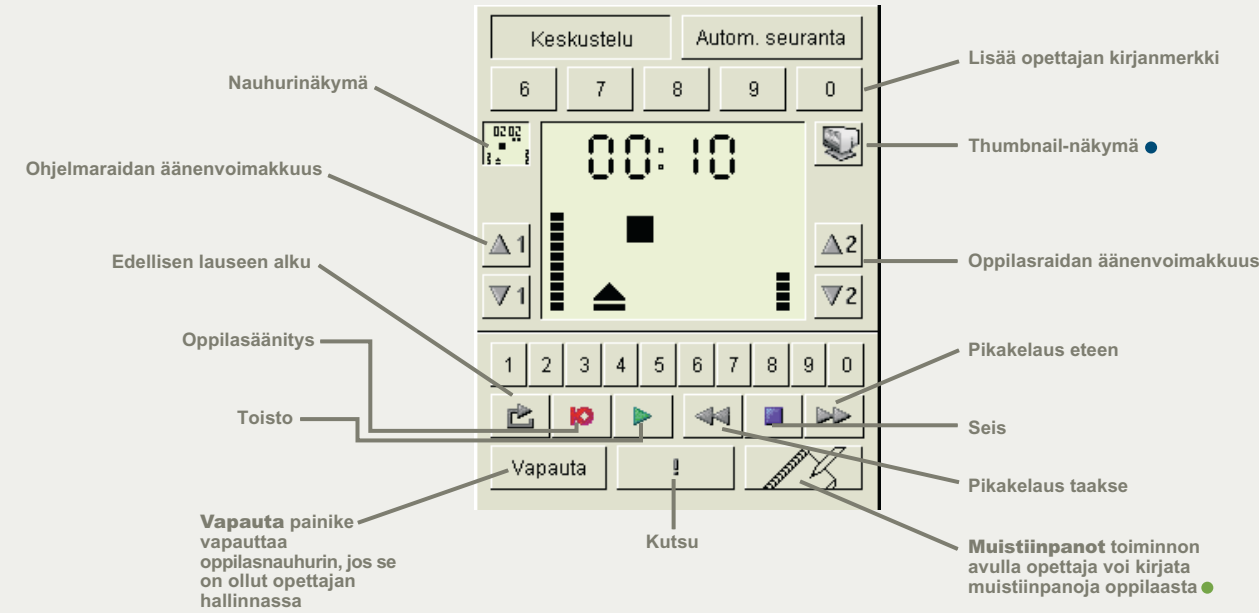 Keskustelu
Autom. seuranta
Lisää opettajan kirjanmerkki
Nauhurinäkymä
6 7 8 9 0
02 02
00:10
Thumbnail-näkymä
Ohjelmaraidan äänenvoimakkuus
1
2
Edellisen lauseen alku
Oppilasraidan äänenvoimakkuus
1
2
Oppilasäänitys
Pikakelaus eteen
1 2 3 4 5 6 7 8 9 0
Toisto
Seis
Vapauta
!
Pikakelaus taakse
Vapauta painike
vapauttaa
oppilasnauhurin, jos se
on ollut opettajan
hallinnassa
Kutsu
Muistiinpanot toiminnon
avulla opettaja voi kirjata
muistiinpanoja oppilaasta